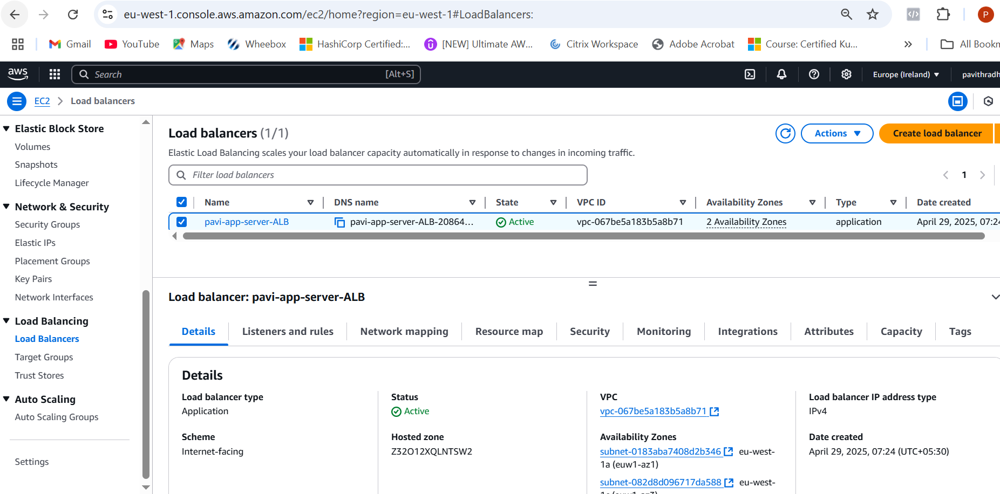 eu-west-1.console.aws.amazon.com/ec2/home?region=eu-west-1#LoadBalancers:
P
Gmail YouTube Maps Wheebox HashiCorp Certified:... [NEW] Ultimate AW... Citrix Workspace Adobe Acrobat Course: Certified Ku... » All Bookm
aws Search [Alt+S] Europe (Ireland) pavithradh
EC2 Load balancers
Elastic Block Store
Volumes
Snapshots
Lifecycle Manager
Network & Security
Security Groups
Elastic IPs
Placement Groups
Key Pairs
Network Interfaces
Load Balancing
Load Balancers
Target Groups
Trust Stores
Auto Scaling
Auto Scaling Groups
Settings
Load balancers (1/1)
Actions Create load balancer
Elastic Load Balancing scales your load balancer capacity automatically in response to changes in incoming traffic.
Filter load balancers
1
Name DNS name State VPC ID Availability Zones Type Date created
pavi-app-server-ALB pavi-app-server-ALB-20864... Active vpc-067be5a183b5a8b71 2 Availability Zones application April 29, 2025, 07:24
Load balancer: pavi-app-server-ALB
Details Listeners and rules Network mapping Resource map Security Monitoring Integrations Attributes Capacity Tags
Details
Load balancer type
Application
Scheme
Internet-facing
Status
Active
Hosted zone
Z32O12XQLNTSW2
VPC
vpc-067be5a183b5a8b71
Availability Zones
subnet-0183aba7408d2b346 eu-west-
1a (euw1-az1)
subnet-082d8d096717da588 eu-west-
Load balancer IP address type
IPv4
Date created
April 29, 2025, 07:24 (UTC+05:30)